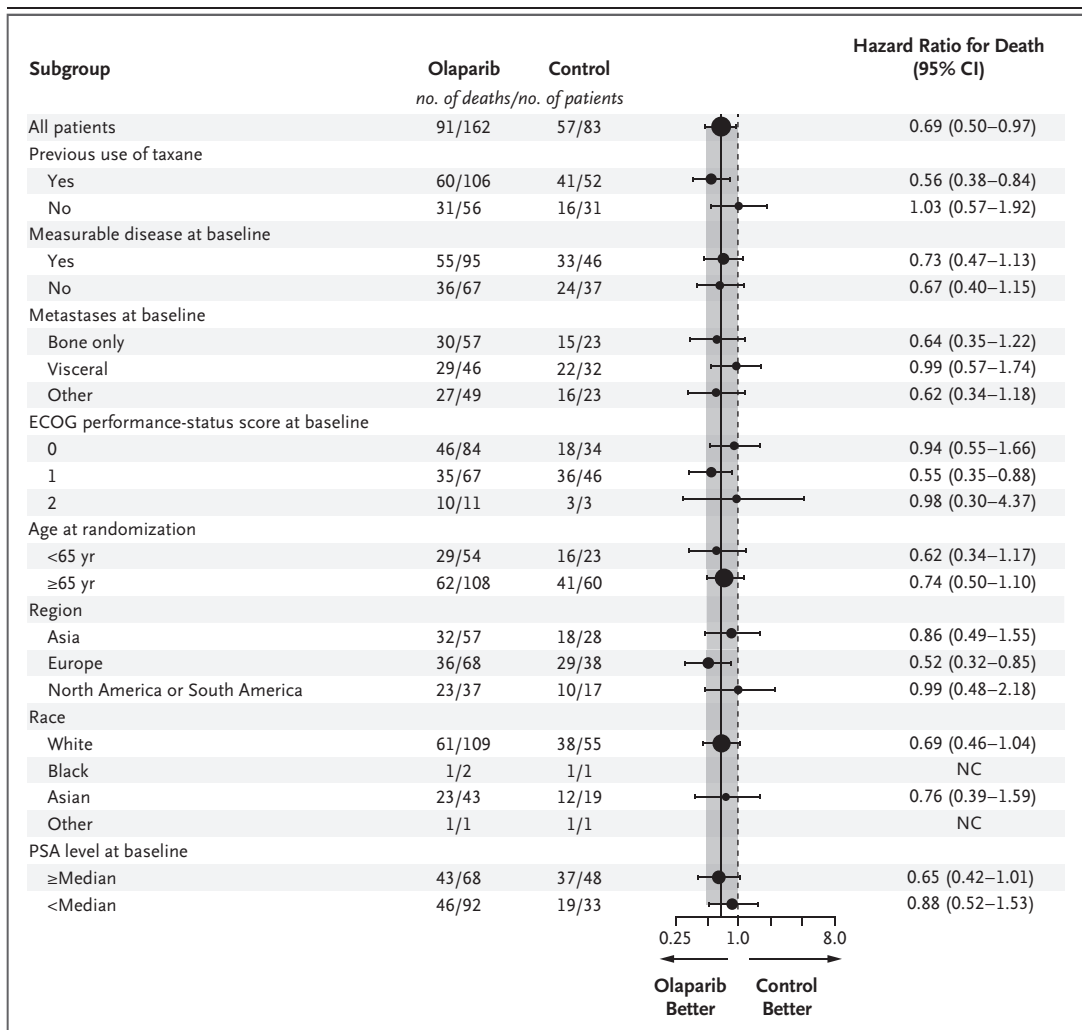 Subgroup Olaparib Control Hazard Ratio for Death (95% CI)
no. of deaths/no. of patients
All patients 91/162 57/83 0.69 (0.50–0.97)
Previous use of taxane
Yes 60/106 41/52 0.56 (0.38–0.84)
No 31/56 16/31 1.03 (0.57–1.92)
Measurable disease at baseline
Yes 55/95 33/46 0.73 (0.47–1.13)
No 36/67 24/37 0.67 (0.40–1.15)
Metastases at baseline
Bone only 30/57 15/23 0.64 (0.35–1.22)
Visceral 29/46 22/32 0.99 (0.57–1.74)
Other 27/49 16/23 0.62 (0.34–1.18)
ECOG performance-status score at baseline
0 46/84 18/34 0.94 (0.55–1.66)
1 35/67 36/46 0.55 (0.35–0.88)
2 10/11 3/3 0.98 (0.30–4.37)
Age at randomization
<65 yr 29/54 16/23 0.62 (0.34–1.17)
≥65 yr 62/108 41/60 0.74 (0.50–1.10)
Region
Asia 32/57 18/28 0.86 (0.49–1.55)
Europe 36/68 29/38 0.52 (0.32–0.85)
North America or South America 23/37 10/17 0.99 (0.48–2.18)
Race
White 61/109 38/55 0.69 (0.46–1.04)
Black 1/2 1/1 NC
Asian 23/43 12/19 0.76 (0.39–1.59)
Other 1/1 1/1 NC
PSA level at baseline
≥Median 43/68 37/48 0.65 (0.42–1.01)
<Median 46/92 19/33 0.88 (0.52–1.53)
0.25 1.0 8.0
Olaparib Better Control Better